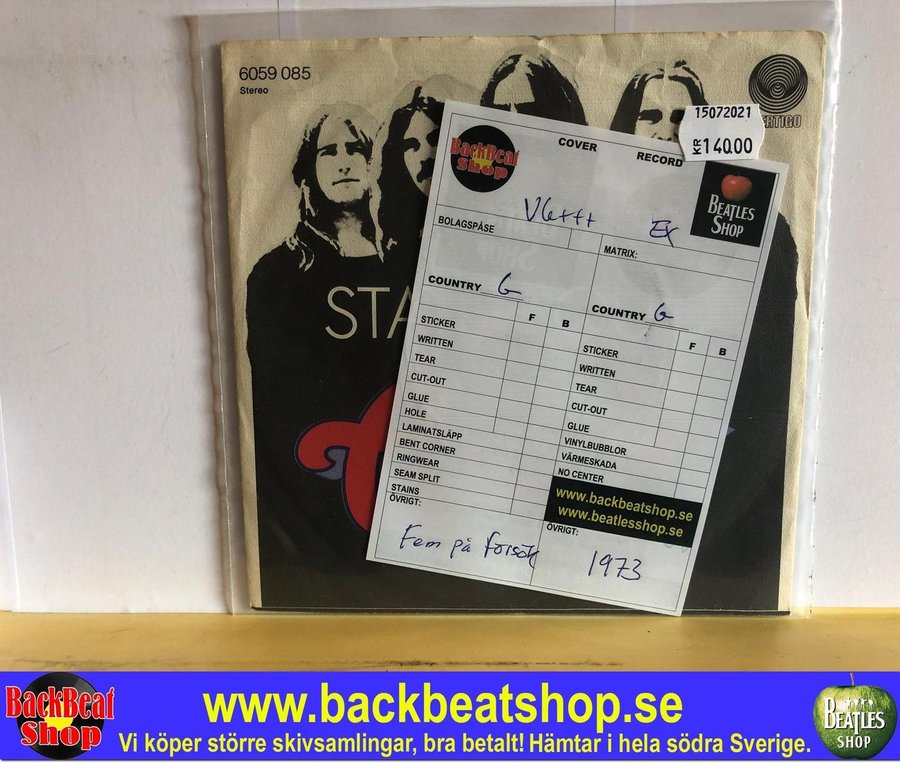 6059 085
Stereo
VERTIGO
15072021
KR 140.00
STA
BackBeat
Shop
COVER
RECORD
BEATLES
SHOP
VG+++
EX
BOLAGSPÅSE
MATRIX:
COUNTRY G
COUNTRY G
F B
F B
STICKER
WRITTEN
TEAR
CUT-OUT
GLUE
HOLE
LAMINATSLÄPP
BENT CORNER
RINGWEAR
SEAM SPLIT
STAINS
ÖVRIGT:
Fem på försök
STICKER
WRITTEN
TEAR
CUT-OUT
GLUE
VINYLBUBBLOR
VÄRMESKADA
NO CENTER
www.backbeatshop.se
www.beatlesshop.se
ÖVRIGT:
1973
BackBeat
Shop
www.backbeatshop.se
Vi köper större skivsamlingar, bra betalt! Hämtar i hela södra Sverige.
BEATLES
SHOP